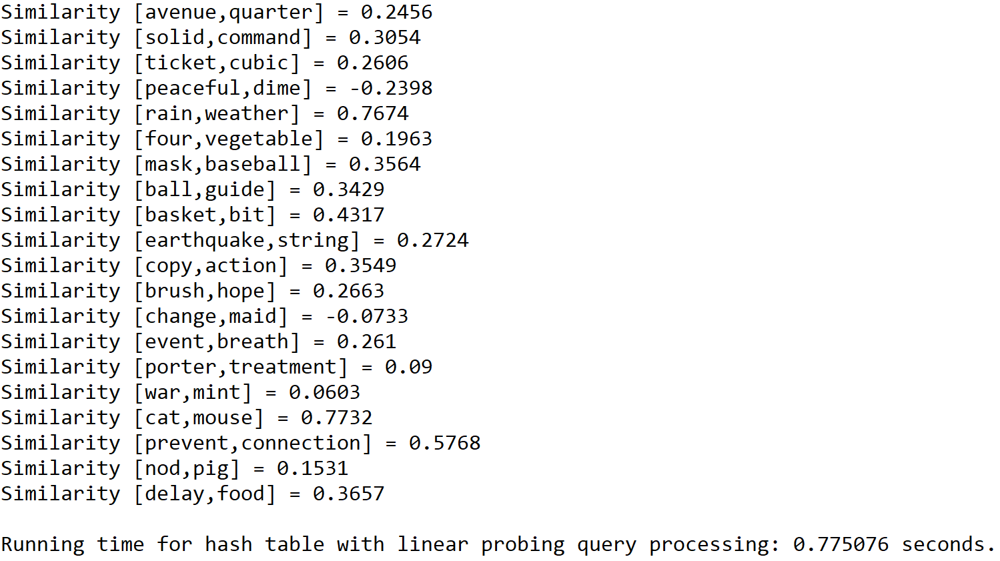 Similarity [avenue,quarter] = 0.2456
Similarity [solid,command] = 0.3054
Similarity [ticket,cubic] = 0.2606
Similarity [peaceful,dime] = -0.2398
Similarity [rain,weather] = 0.7674
Similarity [four,vegetable] = 0.1963
Similarity [mask,baseball] = 0.3564
Similarity [ball,guide] = 0.3429
Similarity [basket,bit] = 0.4317
Similarity [earthquake,string] = 0.2724
Similarity [copy,action] = 0.3549
Similarity [brush,hope] = 0.2663
Similarity [change,maid] = -0.0733
Similarity [event,breath] = 0.261
Similarity [porter,treatment] = 0.09
Similarity [war,mint] = 0.0603
Similarity [cat,mouse] = 0.7732
Similarity [prevent,connection] = 0.5768
Similarity [nod,pig] = 0.1531
Similarity [delay,food] = 0.3657
Running time for hash table with linear probing query processing: 0.775076 seconds.